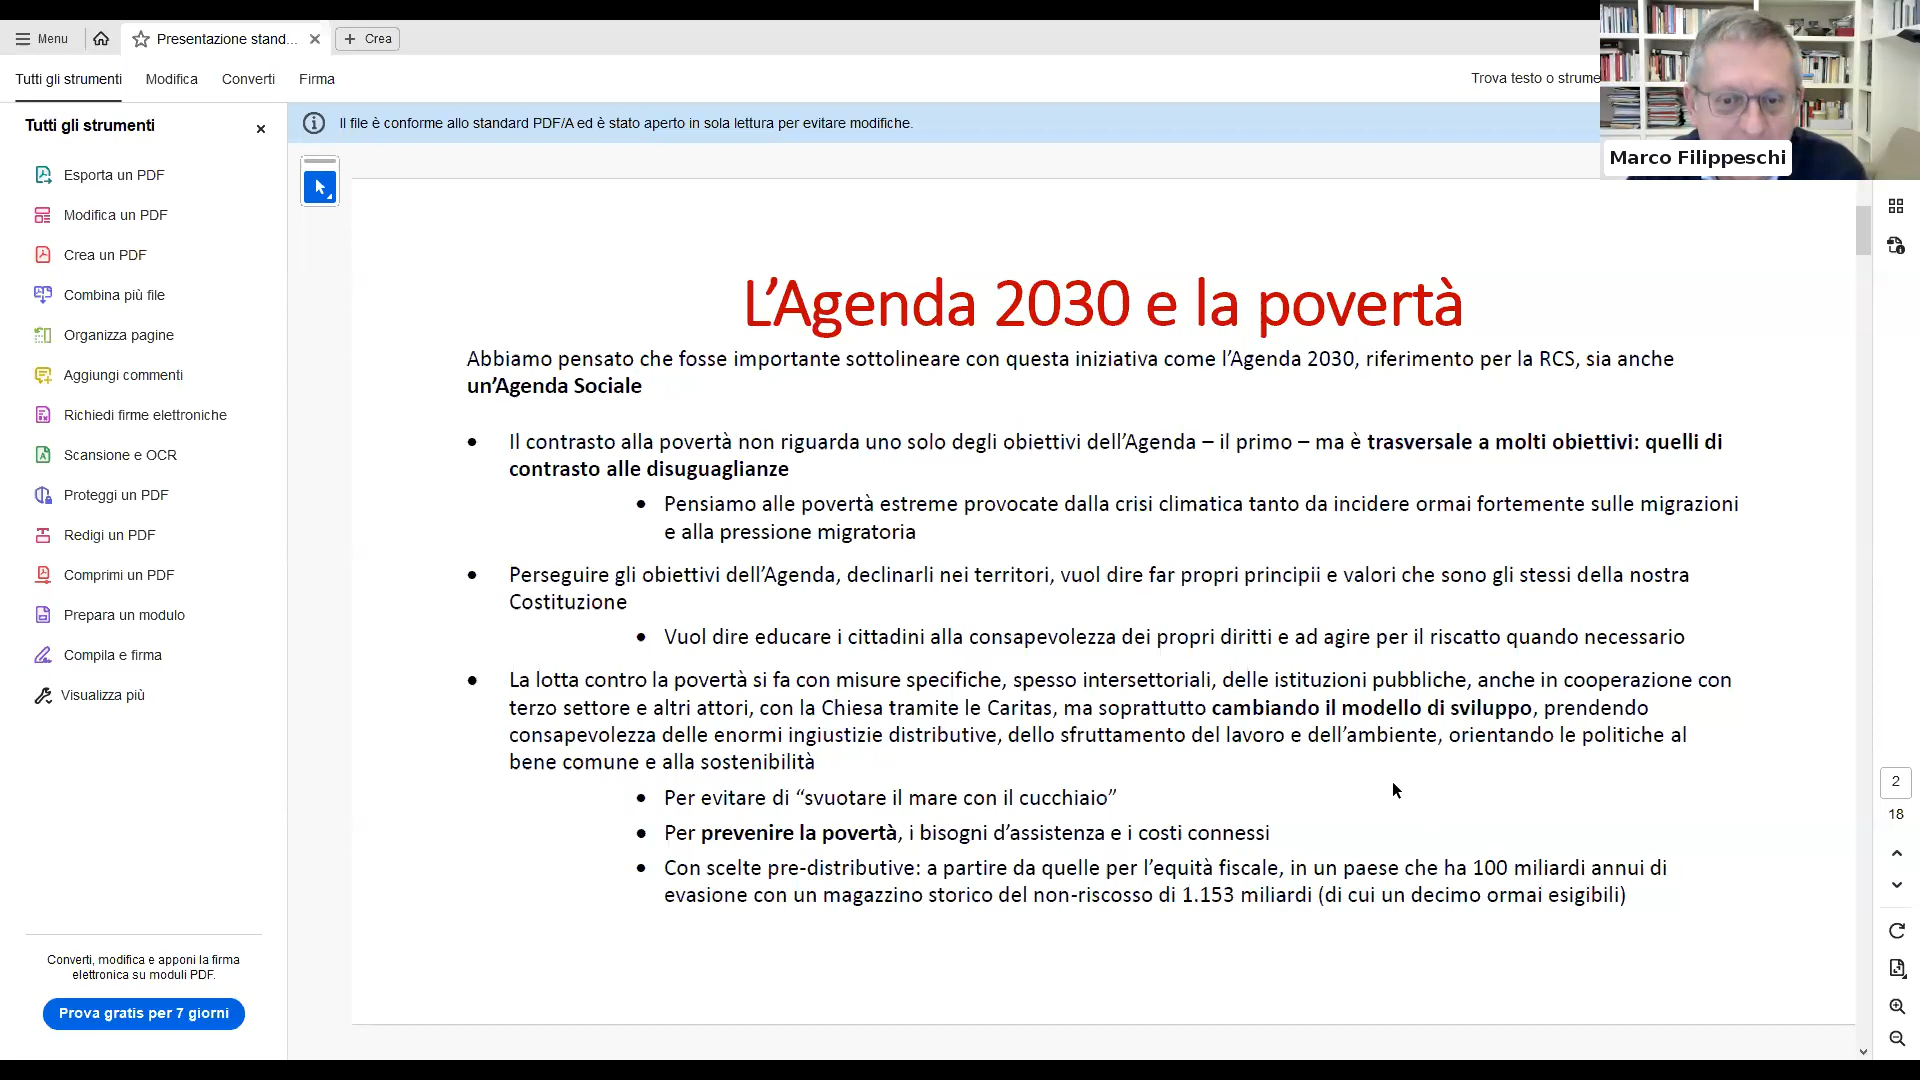 Menu
Presentazione stand...
Crea
Tutti gli strumenti
Modifica
Converti
Firma
Trova testo o strume
Marco Filippeschi
Tutti gli strumenti
Il file è conforme allo standard PDF/A ed è stato aperto in sola lettura per evitare modifiche.
Esporta un PDF
Modifica un PDF
Crea un PDF
Combina più file
Organizza pagine
Aggiungi commenti
Richiedi firme elettroniche
Scansione e OCR
Proteggi un PDF
Redigi un PDF
Comprimi un PDF
Prepara un modulo
Compila e firma
Visualizza più
Converti, modifica e apponi la firma
elettronica su moduli PDF.
Prova gratis per 7 giorni
L’Agenda 2030 e la povertà
Abbiamo pensato che fosse importante sottolineare con questa iniziativa come l’Agenda 2030, riferimento per la RCS, sia anche
un’Agenda Sociale
• Il contrasto alla povertà non riguarda uno solo degli obiettivi dell’Agenda – il primo – ma è trasversale a molti obiettivi: quelli di
contrasto alle disuguaglianze
• Pensiamo alle povertà estreme provocate dalla crisi climatica tanto da incidere ormai fortemente sulle migrazioni
e alla pressione migratoria
• Perseguire gli obiettivi dell’Agenda, declinarli nei territori, vuol dire far propri principii e valori che sono gli stessi della nostra
Costituzione
• Vuol dire educare i cittadini alla consapevolezza dei propri diritti e ad agire per il riscatto quando necessario
• La lotta contro la povertà si fa con misure specifiche, spesso intersettoriali, delle istituzioni pubbliche, anche in cooperazione con
terzo settore e altri attori, con la Chiesa tramite le Caritas, ma soprattutto cambiando il modello di sviluppo, prendendo
consapevolezza delle enormi ingiustizie distributive, dello sfruttamento del lavoro e dell’ambiente, orientando le politiche al
bene comune e alla sostenibilità
• Per evitare di “svuotare il mare con il cucchiaio”
• Per prevenire la povertà, i bisogni d’assistenza e i costi connessi
• Con scelte pre-distributive: a partire da quelle per l’equità fiscale, in un paese che ha 100 miliardi annui di
evasione con un magazzino storico del non-riscosso di 1.153 miliardi (di cui un decimo ormai esigibili)
2
18